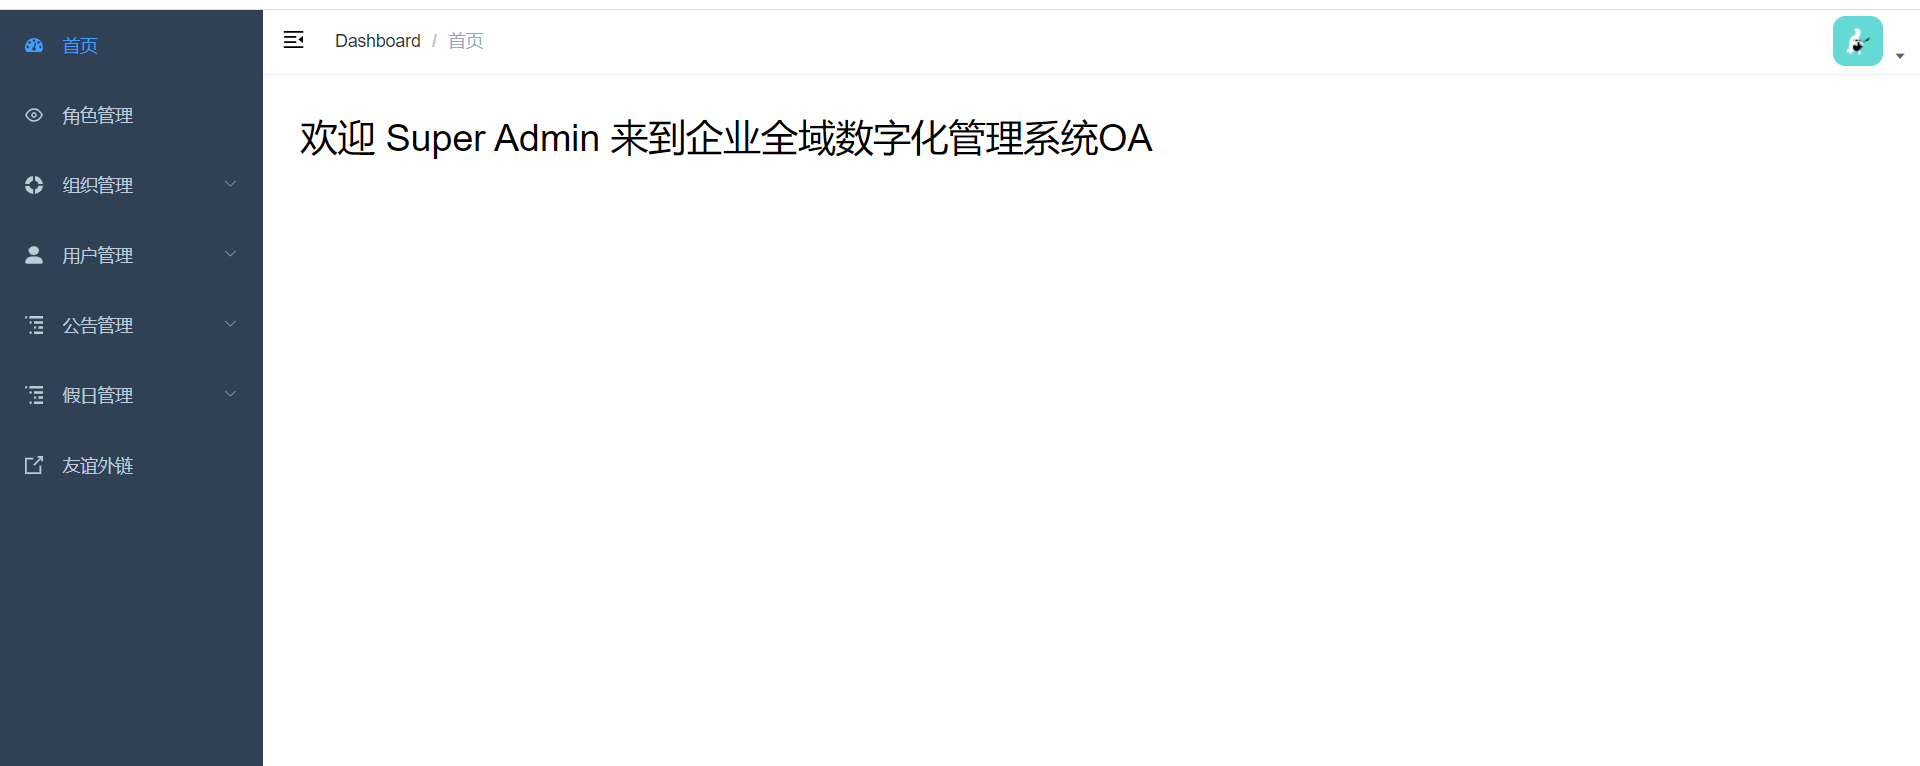 首页
角色管理
组织管理
用户管理
公告管理
假日管理
友谊外链
Dashboard / 首页
欢迎 Super Admin 来到企业全域数字化管理系统OA